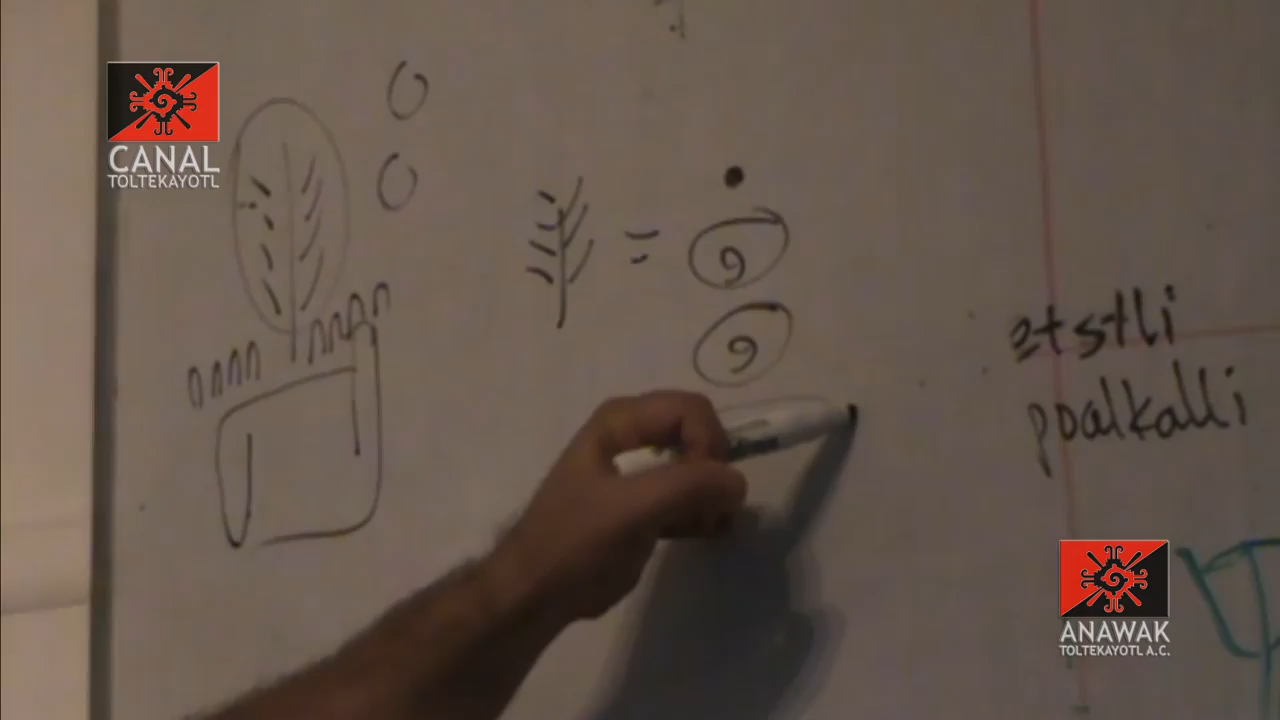 CANAL
TOLTEKAYOTL
etstli
poalkalli
ANAWAK
TOLTEKAYOTL A.C.